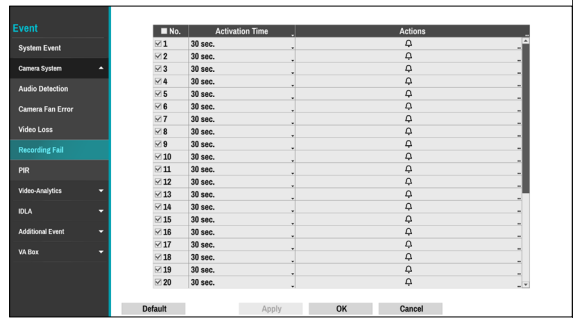 Event
System Event
Camera System
Audio Detection
Camera Fan Error
Video Loss
Recording Fail
PIR
Video-Analytics
IDLA
Additional Event
VA Box
No. Activation Time Actions
1 30 sec.
2 30 sec.
3 30 sec.
4 30 sec.
5 30 sec.
6 30 sec.
7 30 sec.
8 30 sec.
9 30 sec.
10 30 sec.
11 30 sec.
12 30 sec.
13 30 sec.
14 30 sec.
15 30 sec.
16 30 sec.
17 30 sec.
18 30 sec.
19 30 sec.
20 30 sec.
Default Apply OK Cancel